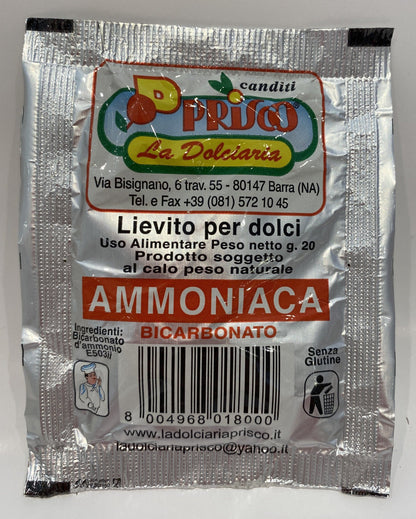 canditi
PRISCO
La Dolciaria
Via Bisignano, 6 trav. 55 - 80147 Barra (NA)
Tel. e Fax +39 (081) 572 10 45
Lievito per dolci
Uso Alimentare Peso netto g. 20
Prodotto soggetto
al calo peso naturale
AMMONIACA
BICARBONATO
Ingredienti:
Bicarbonato
d'ammonio
E503ii
Chef
Senza
Glutine
8 004968 018000
www.ladolciariaprisco.it
ladolciariaprisco@yahoo.it